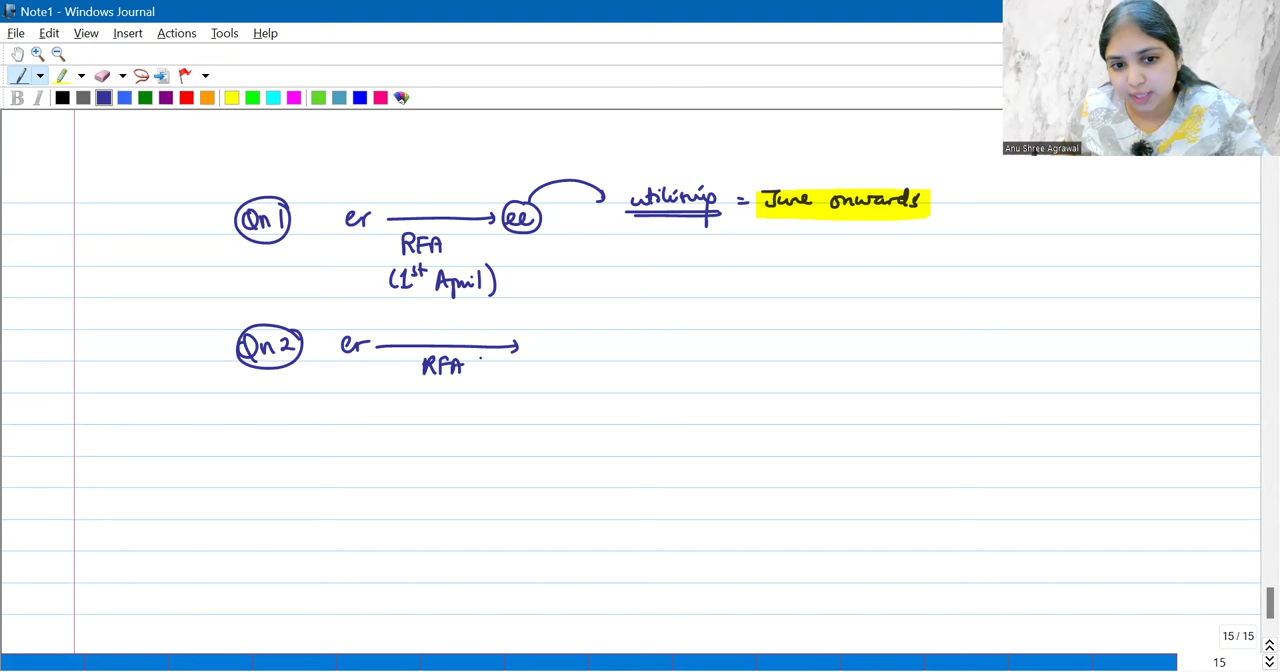 Note1 - Windows Journal
File Edit View Insert Actions Tools Help
B I
Anu Shree Agrawal
Qn 1 er ee utilising = June onwards
RFA
(1st April)
Qn 2 er
RFA
15 / 15
15